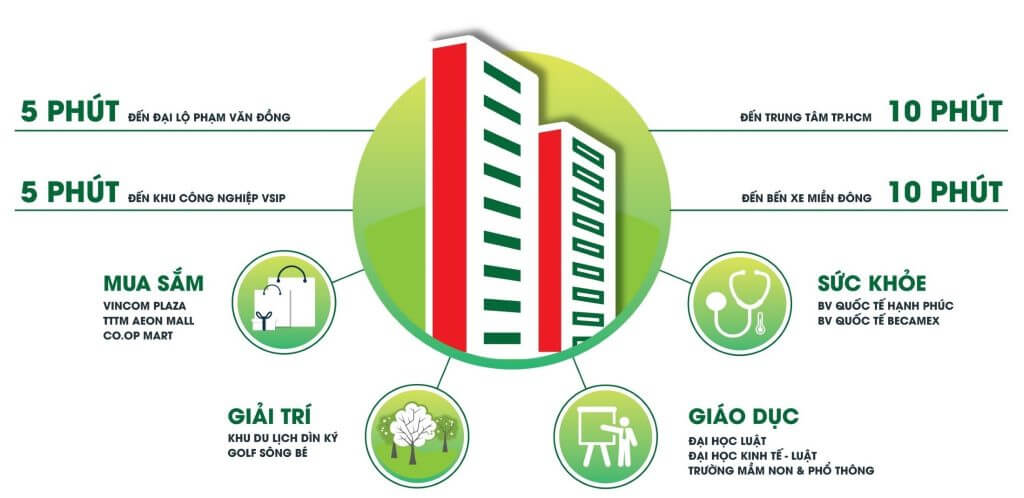 5 PHÚT ĐẾN ĐẠI LỘ PHẠM VĂN ĐỒNG
ĐẾN TRUNG TÂM TP.HCM 10 PHÚT
5 PHÚT ĐẾN KHU CÔNG NGHIỆP VSIP
ĐẾN BẾN XE MIỀN ĐÔNG 10 PHÚT
MUA SẮM
VINCOM PLAZA
TTTM AEON MALL
CO.OP MART
SỨC KHỎE
BV QUỐC TẾ HẠNH PHÚC
BV QUỐC TẾ BECAMEX
GIẢI TRÍ
KHU DU LỊCH DÌN KÝ
GOLF SÔNG BÉ
GIÁO DỤC
ĐẠI HỌC LUẬT
ĐẠI HỌC KINH TẾ - LUẬT
TRƯỜNG MẦM NON & PHỔ THÔNG